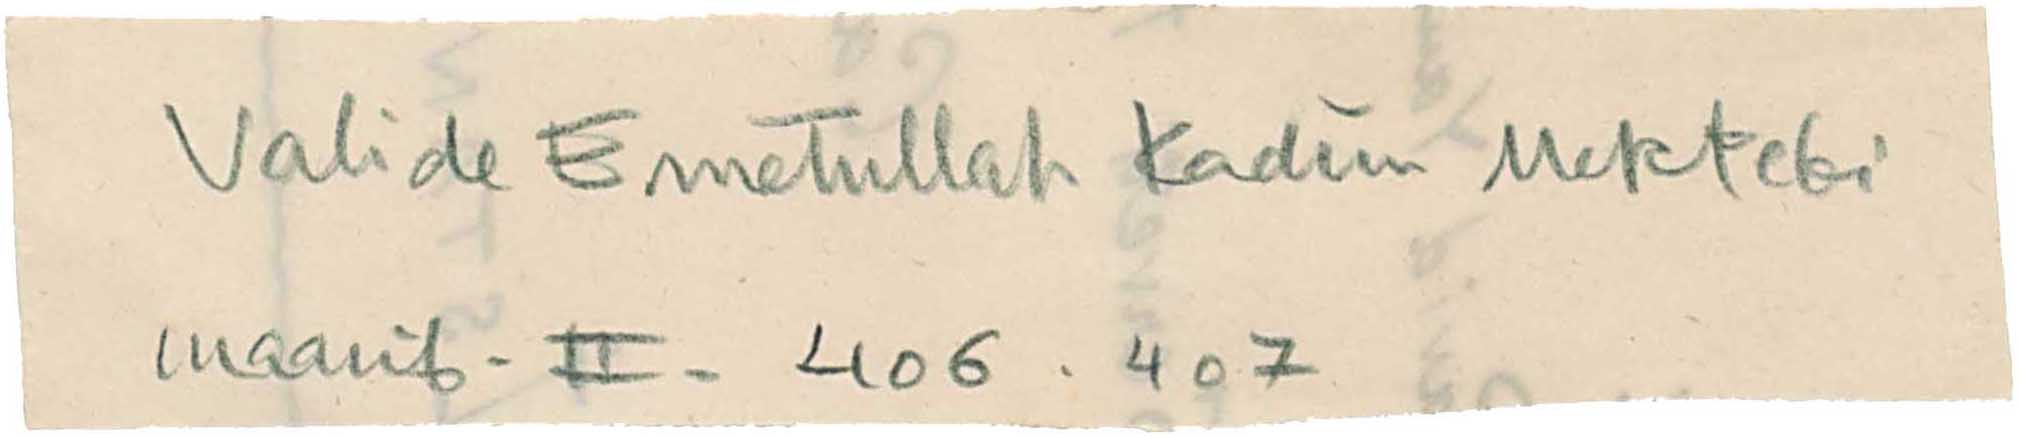 Valide Emetullah Kadın Mektebi
maarif - II - 406 . 407